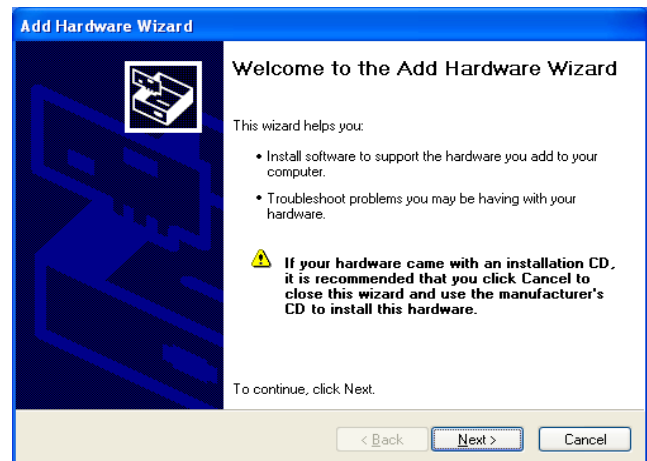 Add Hardware Wizard
Welcome to the Add Hardware Wizard
This wizard helps you:
• Install software to support the hardware you add to your
computer.
• Troubleshoot problems you may be having with your
hardware.
If your hardware came with an installation CD,
it is recommended that you click Cancel to
close this wizard and use the manufacturer's
CD to install this hardware.
To continue, click Next.
< Back Next > Cancel